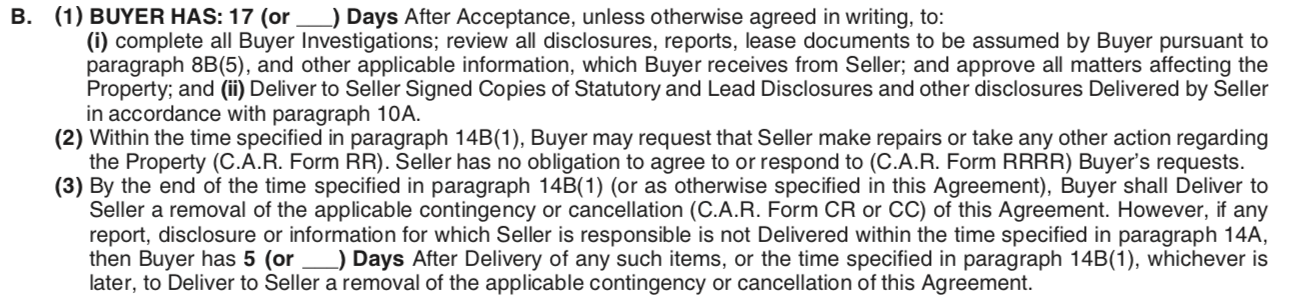 B. (1) BUYER HAS: 17 (or ___) Days After Acceptance, unless otherwise agreed in writing, to:
(i) complete all Buyer Investigations; review all disclosures, reports, lease documents to be assumed by Buyer pursuant to
paragraph 8B(5), and other applicable information, which Buyer receives from Seller; and approve all matters affecting the
Property; and (ii) Deliver to Seller Signed Copies of Statutory and Lead Disclosures and other disclosures Delivered by Seller
in accordance with paragraph 10A.
(2) Within the time specified in paragraph 14B(1), Buyer may request that Seller make repairs or take any other action regarding
the Property (C.A.R. Form RR). Seller has no obligation to agree to or respond to (C.A.R. Form RRRR) Buyer's requests.
(3) By the end of the time specified in paragraph 14B(1) (or as otherwise specified in this Agreement), Buyer shall Deliver to
Seller a removal of the applicable contingency or cancellation (C.A.R. Form CR or CC) of this Agreement. However, if any
report, disclosure or information for which Seller is responsible is not Delivered within the time specified in paragraph 14A,
then Buyer has 5 (or ___) Days After Delivery of any such items, or the time specified in paragraph 14B(1), whichever is
later, to Deliver to Seller a removal of the applicable contingency or cancellation of this Agreement.